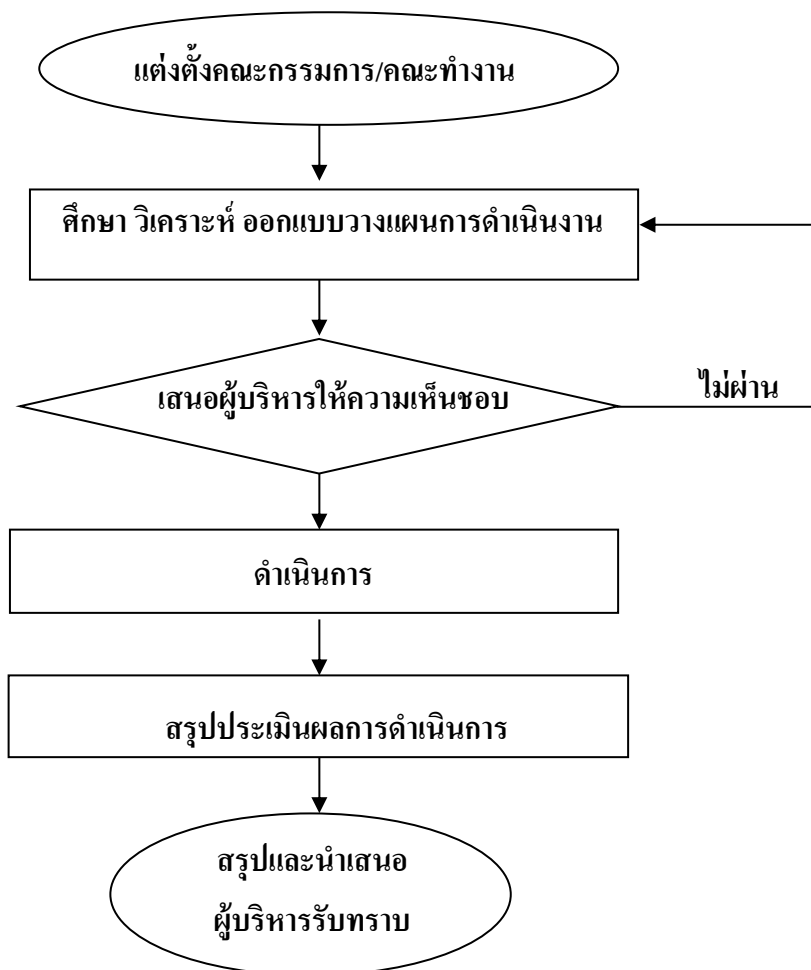 แต่งตั้งคณะกรรมการ/คณะทำงาน
ศึกษา วิเคราะห์ ออกแบบวางแผนการดำเนินงาน
เสนอผู้บริหารให้ความเห็นชอบ
ไม่ผ่าน
ดำเนินการ
สรุปประเมินผลการดำเนินการ
สรุปและนำเสนอ
ผู้บริหารรับทราบ